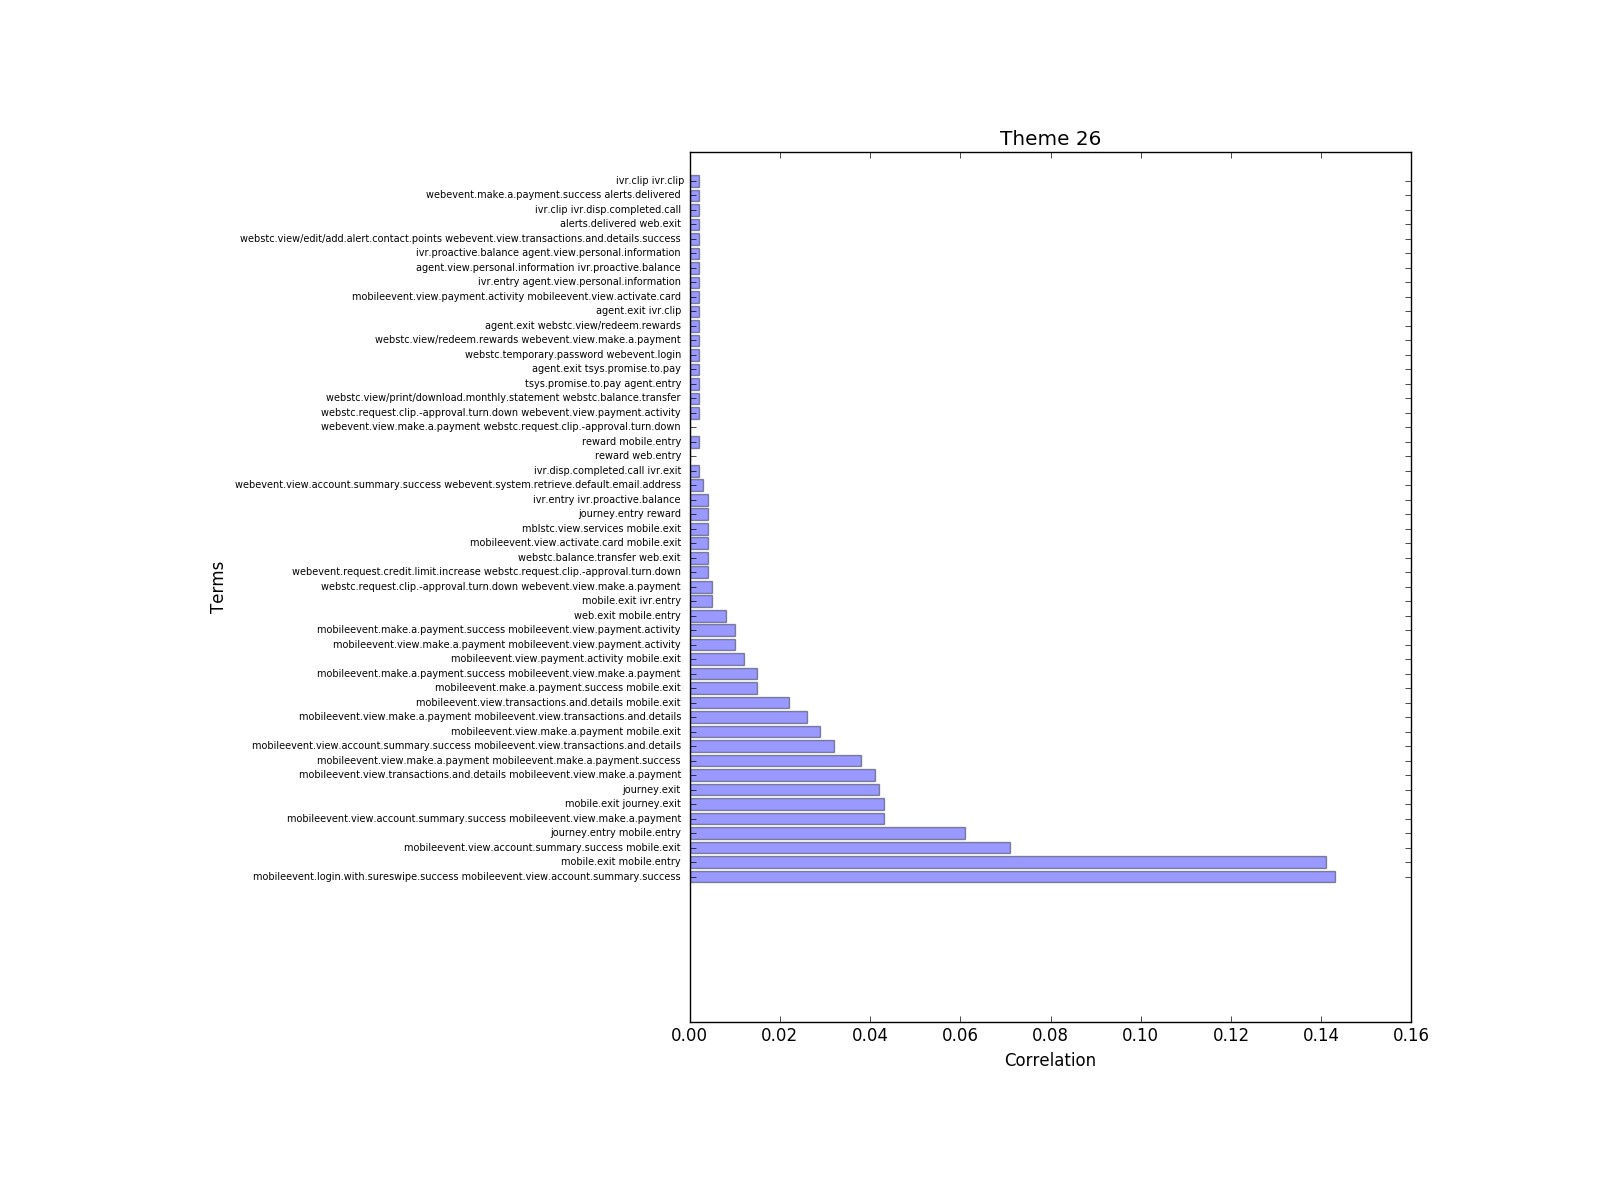 Theme 26
ivr.clip ivr.clip
webevent.make.a.payment.success alerts.delivered
ivr.clip ivr.disp.completed.call
alerts.delivered web.exit
webstc.view/edit/add.alert.contact.points webevent.view.transactions.and.details.success
ivr.proactive.balance agent.view.personal.information
agent.view.personal.information ivr.proactive.balance
ivr.entry agent.view.personal.information
mobileevent.view.payment.activity mobileevent.view.activate.card
agent.exit ivr.clip
agent.exit webstc.view/redeem.rewards
webstc.view/redeem.rewards webevent.view.make.a.payment
webstc.temporary.password webevent.login
agent.exit tsys.promise.to.pay
tsys.promise.to.pay agent.entry
webstc.view/print/download.monthly.statement webstc.balance.transfer
webstc.request.clip.-approval.turn.down webevent.view.payment.activity
webevent.view.make.a.payment webstc.request.clip.-approval.turn.down
reward mobile.entry
reward web.entry
ivr.disp.completed.call ivr.exit
webevent.view.account.summary.success webevent.system.retrieve.default.email.address
ivr.entry ivr.proactive.balance
journey.entry reward
mblstc.view.services mobile.exit
mobileevent.view.activate.card mobile.exit
webstc.balance.transfer web.exit
webevent.request.credit.limit.increase webstc.request.clip.-approval.turn.down
webstc.request.clip.-approval.turn.down webevent.view.make.a.payment
mobile.exit ivr.entry
web.exit mobile.entry
mobileevent.make.a.payment.success mobileevent.view.payment.activity
mobileevent.view.make.a.payment mobileevent.view.payment.activity
mobileevent.view.payment.activity mobile.exit
mobileevent.make.a.payment.success mobileevent.view.make.a.payment
mobileevent.make.a.payment.success mobile.exit
mobileevent.view.transactions.and.details mobile.exit
mobileevent.view.make.a.payment mobileevent.view.transactions.and.details
mobileevent.view.make.a.payment mobile.exit
mobileevent.view.account.summary.success mobileevent.view.transactions.and.details
mobileevent.view.make.a.payment mobileevent.make.a.payment.success
mobileevent.view.transactions.and.details mobileevent.view.make.a.payment
journey.exit
mobile.exit journey.exit
mobileevent.view.account.summary.success mobileevent.view.make.a.payment
journey.entry mobile.entry
mobileevent.view.account.summary.success mobile.exit
mobile.exit mobile.entry
mobileevent.login.with.sureswipe.success mobileevent.view.account.summary.success
Terms
0.00 0.02 0.04 0.06 0.08 0.10 0.12 0.14 0.16
Correlation